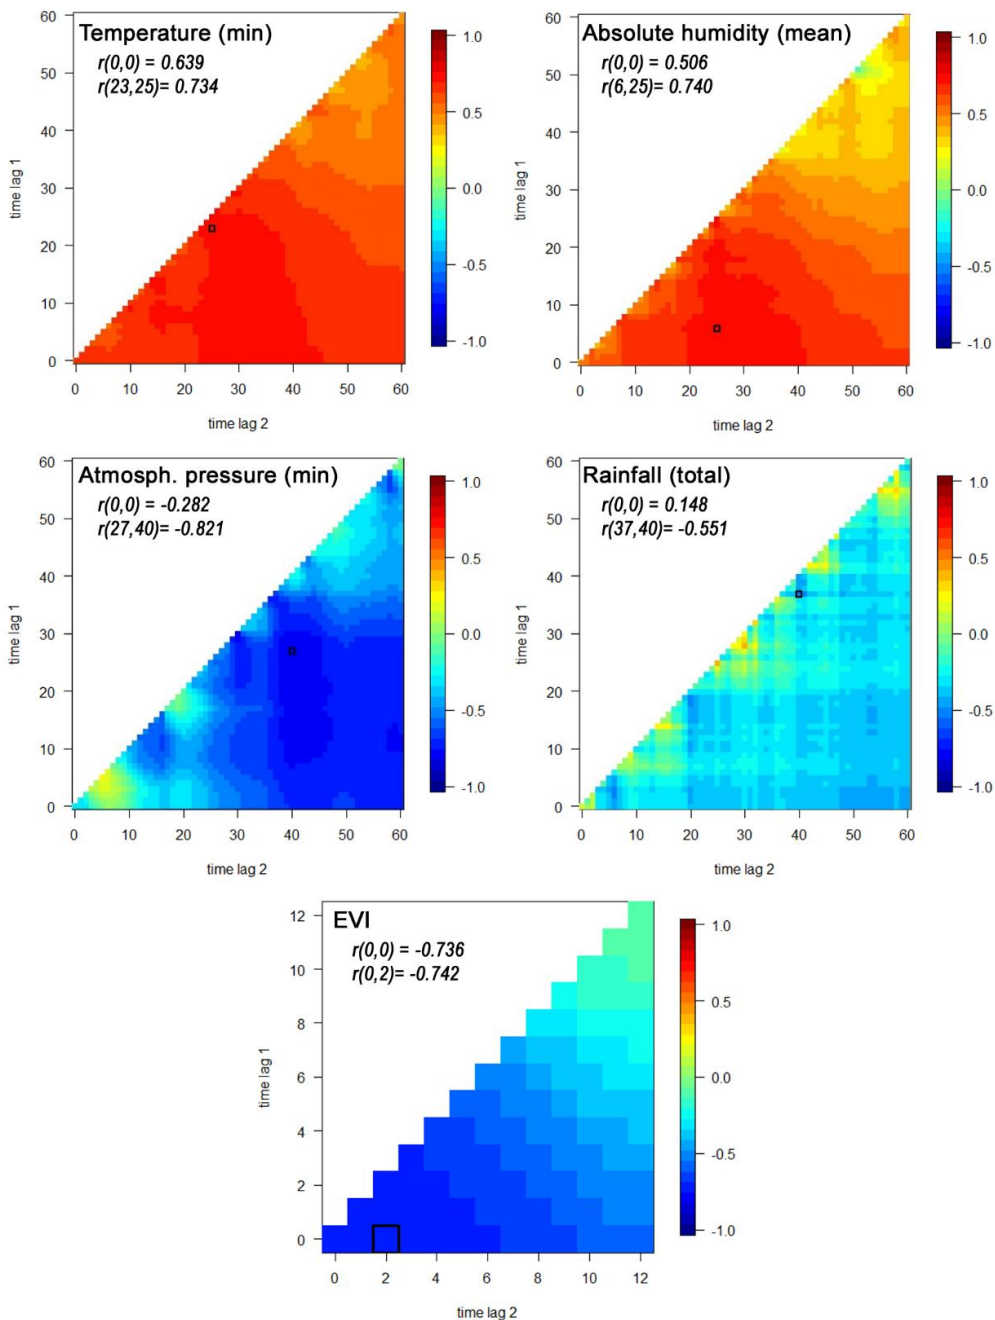 Temperature (min)
r(0,0) = 0.639
r(23,25)= 0.734
60
50
40
30
20
10
0
time lag 1
0 10 20 30 40 50 60
time lag 2
1.0
0.5
0.0
-0.5
-1.0
Absolute humidity (mean)
r(0,0) = 0.506
r(6,25)= 0.740
60
50
40
30
20
10
0
time lag 1
0 10 20 30 40 50 60
time lag 2
1.0
0.5
0.0
-0.5
-1.0
Atmosph. pressure (min)
r(0,0) = -0.282
r(27,40)= -0.821
60
50
40
30
20
10
0
time lag 1
0 10 20 30 40 50 60
time lag 2
1.0
0.5
0.0
-0.5
-1.0
Rainfall (total)
r(0,0) = 0.148
r(37,40)= -0.551
60
50
40
30
20
10
0
time lag 1
0 10 20 30 40 50 60
time lag 2
1.0
0.5
0.0
-0.5
-1.0
EVI
r(0,0) = -0.736
r(0,2)= -0.742
12
10
8
6
4
2
0
time lag 1
0 2 4 6 8 10 12
time lag 2
1.0
0.5
0.0
-0.5
-1.0